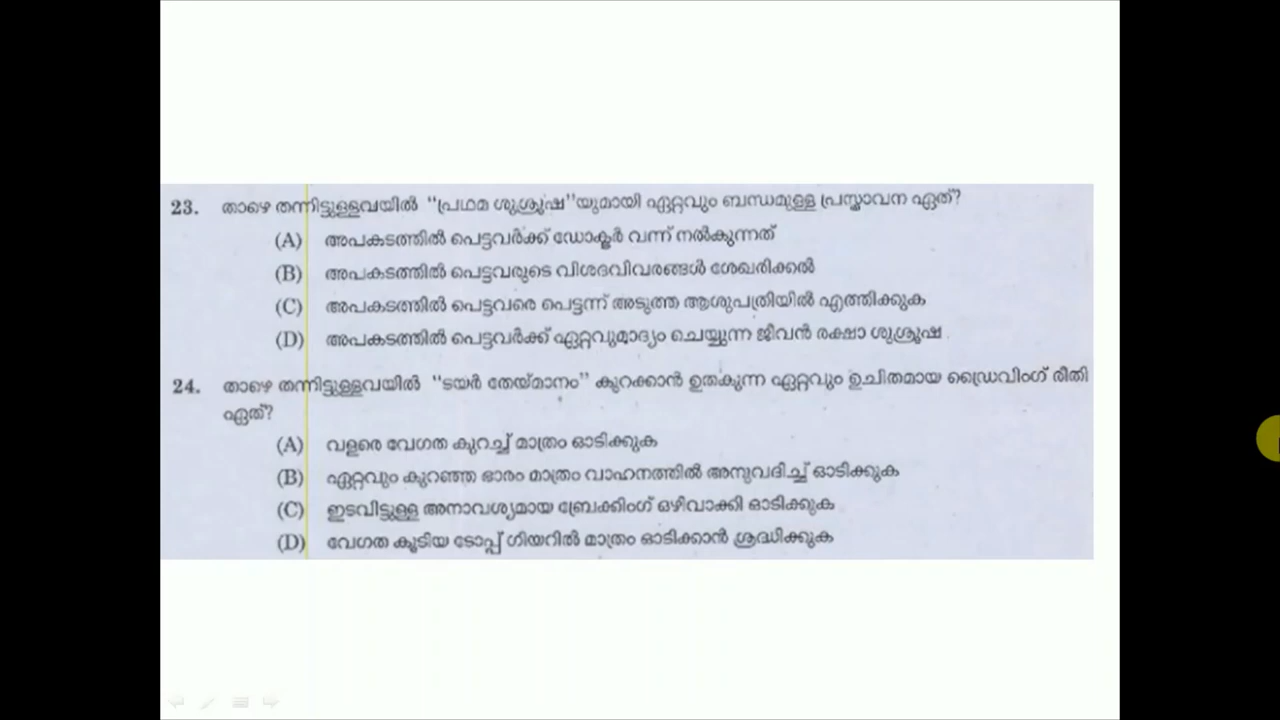 23. താഴെ തന്നിട്ടുള്ളവയിൽ "പ്രഥമ ശുശ്രൂഷ"യുമായി ഏറ്റവും ബന്ധമുള്ള പ്രസ്താവന ഏത്?
(A) അപകടത്തിൽ പെട്ടവർക്ക് ഡോക്ടർ വന്ന് നൽകുന്നത്
(B) അപകടത്തിൽ പെട്ടവരുടെ വിശദവിവരങ്ങൾ ശേഖരിക്കൽ
(C) അപകടത്തിൽ പെട്ടവരെ പെട്ടന്ന് അടുത്ത ആശുപത്രിയിൽ എത്തിക്കുക
(D) അപകടത്തിൽ പെട്ടവർക്ക് ഏറ്റവുമാദ്യം ചെയ്യുന്ന ജീവൻ രക്ഷാ ശുശ്രൂഷ
24. താഴെ തന്നിട്ടുള്ളവയിൽ "ടയർ തേയ്മാനം" കുറക്കാൻ ഉതകുന്ന ഏറ്റവും ഉചിതമായ ഡ്രൈവിംഗ് രീതി
ഏത്?
(A) വളരെ വേഗത കുറച്ച് മാത്രം ഓടിക്കുക
(B) ഏറ്റവും കുറഞ്ഞ ഭാരം മാത്രം വാഹനത്തിൽ അനുവദിച്ച് ഓടിക്കുക
(C) ഇടവിട്ടുള്ള അനാവശ്യമായ ബ്രേക്കിംഗ് ഒഴിവാക്കി ഓടിക്കുക
(D) വേഗത കൂടിയ ടോപ്പ് ഗിയറിൽ മാത്രം ഓടിക്കാൻ ശ്രദ്ധിക്കുക